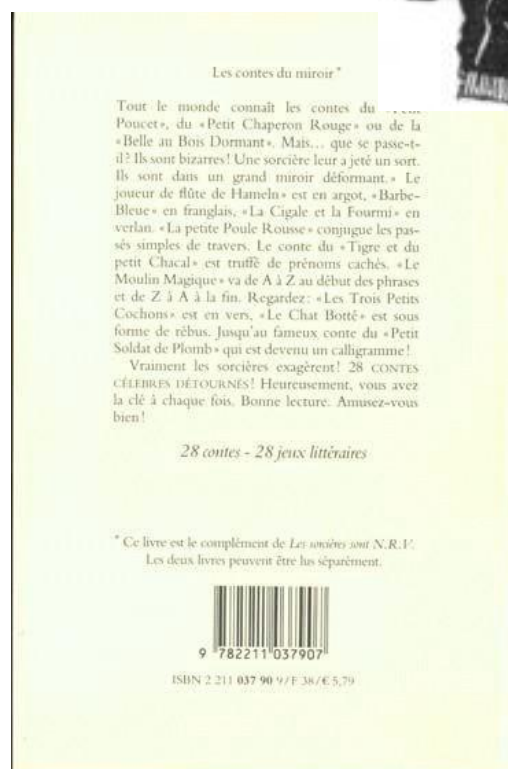 Les contes du miroir *
Tout le monde connaît les contes du
Poucet», du «Petit Chaperon Rouge» ou de la
«Belle au Bois Dormant». Mais... que se passe-t-
il? Ils sont bizarres! Une sorcière leur a jeté un sort.
Ils sont dans un grand miroir déformant.» Le
joueur de flûte de Hameln» est en argot, «Barbe-
Bleue» en franglais, «La Cigale et la Fourmi» en
verlan. «La petite Poule Rousse» conjugue les pas-
sés simples de travers. Le conte du «Tigre et du
petit Chacal» est truffé de prénoms cachés. «Le
Moulin Magique» va de A à Z au début des phrases
et de Z à A à la fin. Regardez: «Les Trois Petits
Cochons» est en vers, «Le Chat Botté» est sous
forme de rébus. Jusqu'au fameux conte du «Petit
Soldat de Plomb» qui est devenu un calligramme!
Vraiment les sorcières exagèrent! 28 CONTES
CÉLEBRES DÉTOURNÉS! Heureusement, vous avez
la clé à chaque fois. Bonne lecture. Amusez-vous
bien!
28 contes - 28 jeux littéraires
* Ce livre est le complément de Les sorcières sont N.R.V.
Les deux livres peuvent être lus séparément.
9 782211 037907
ISBN 2 211 037 90 9/F 38/€ 5,79